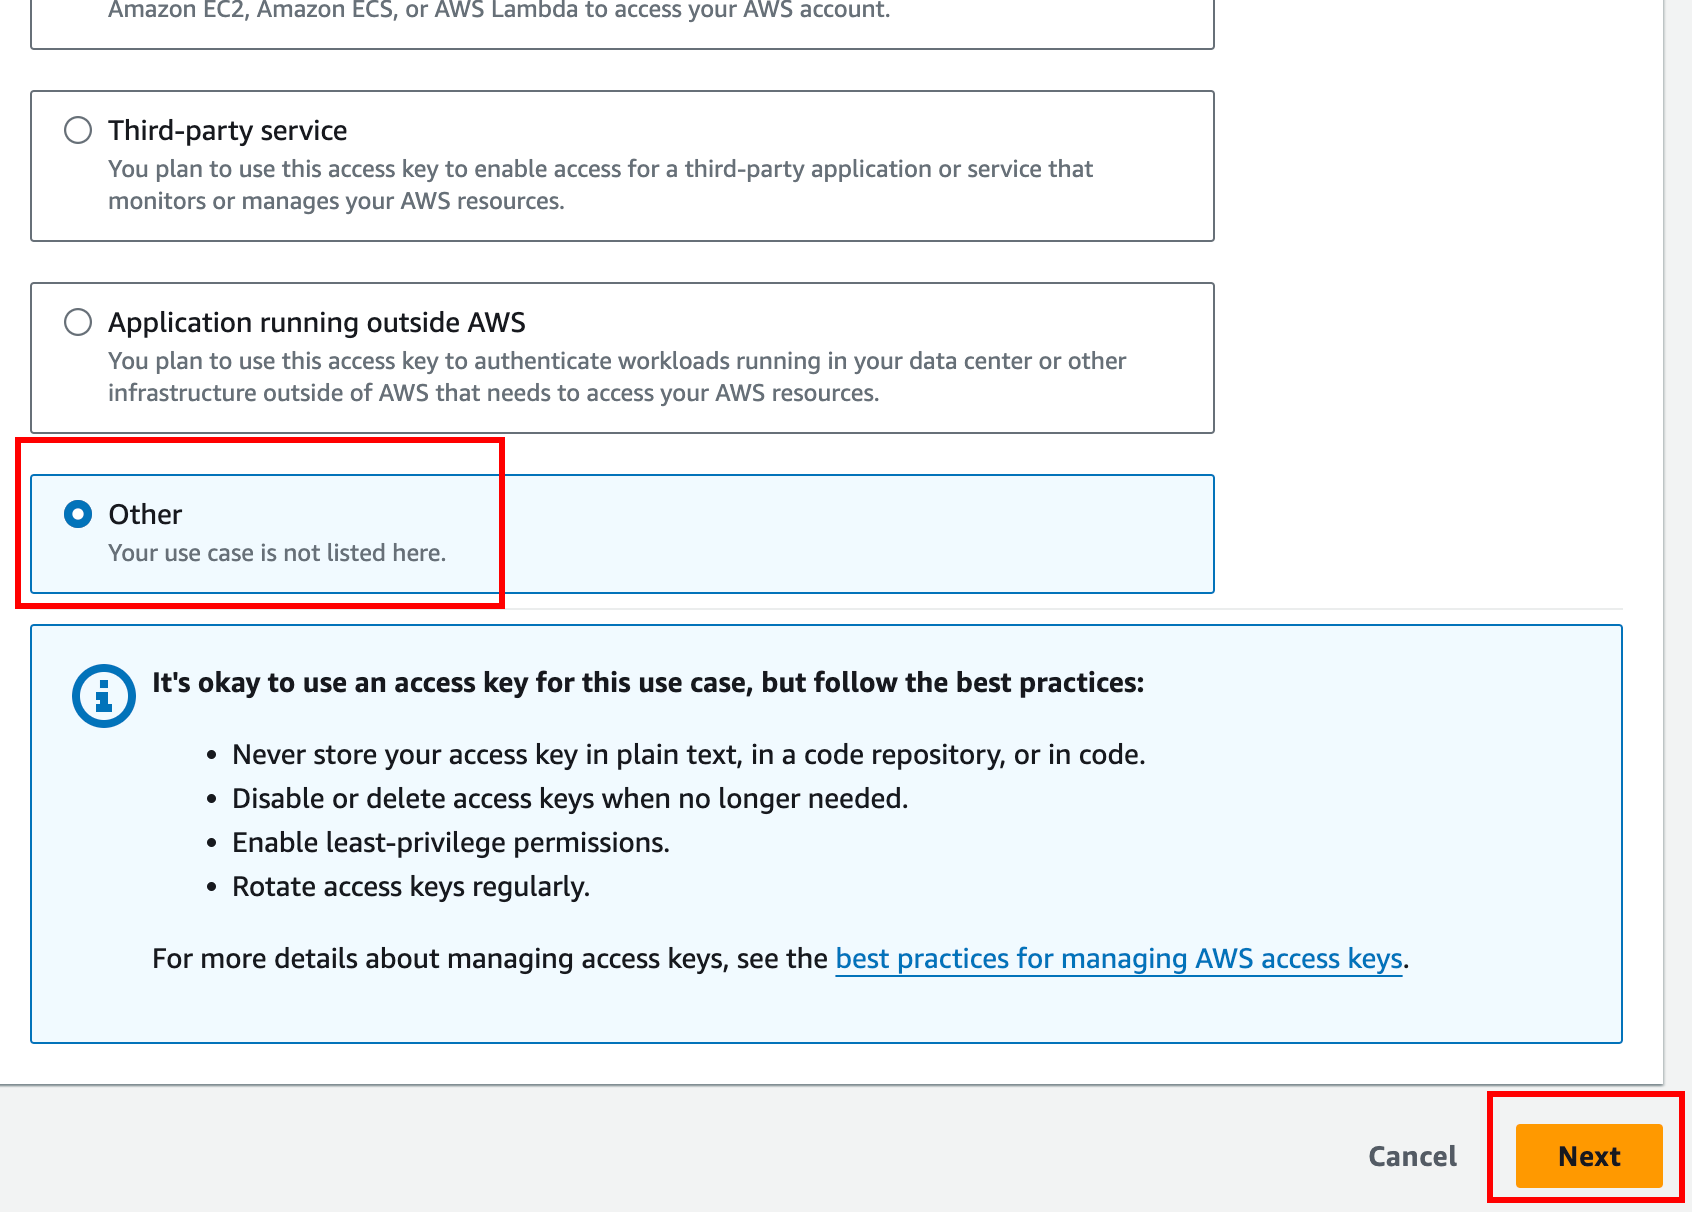 Amazon EC2, Amazon ECS, or AWS Lambda to access your AWS account.
Third-party service
You plan to use this access key to enable access for a third-party application or service that
monitors or manages your AWS resources.
Application running outside AWS
You plan to use this access key to authenticate workloads running in your data center or other
infrastructure outside of AWS that needs to access your AWS resources.
Other
Your use case is not listed here.
It's okay to use an access key for this use case, but follow the best practices:
• Never store your access key in plain text, in a code repository, or in code.
• Disable or delete access keys when no longer needed.
• Enable least-privilege permissions.
• Rotate access keys regularly.
For more details about managing access keys, see the best practices for managing AWS access keys.
Cancel
Next